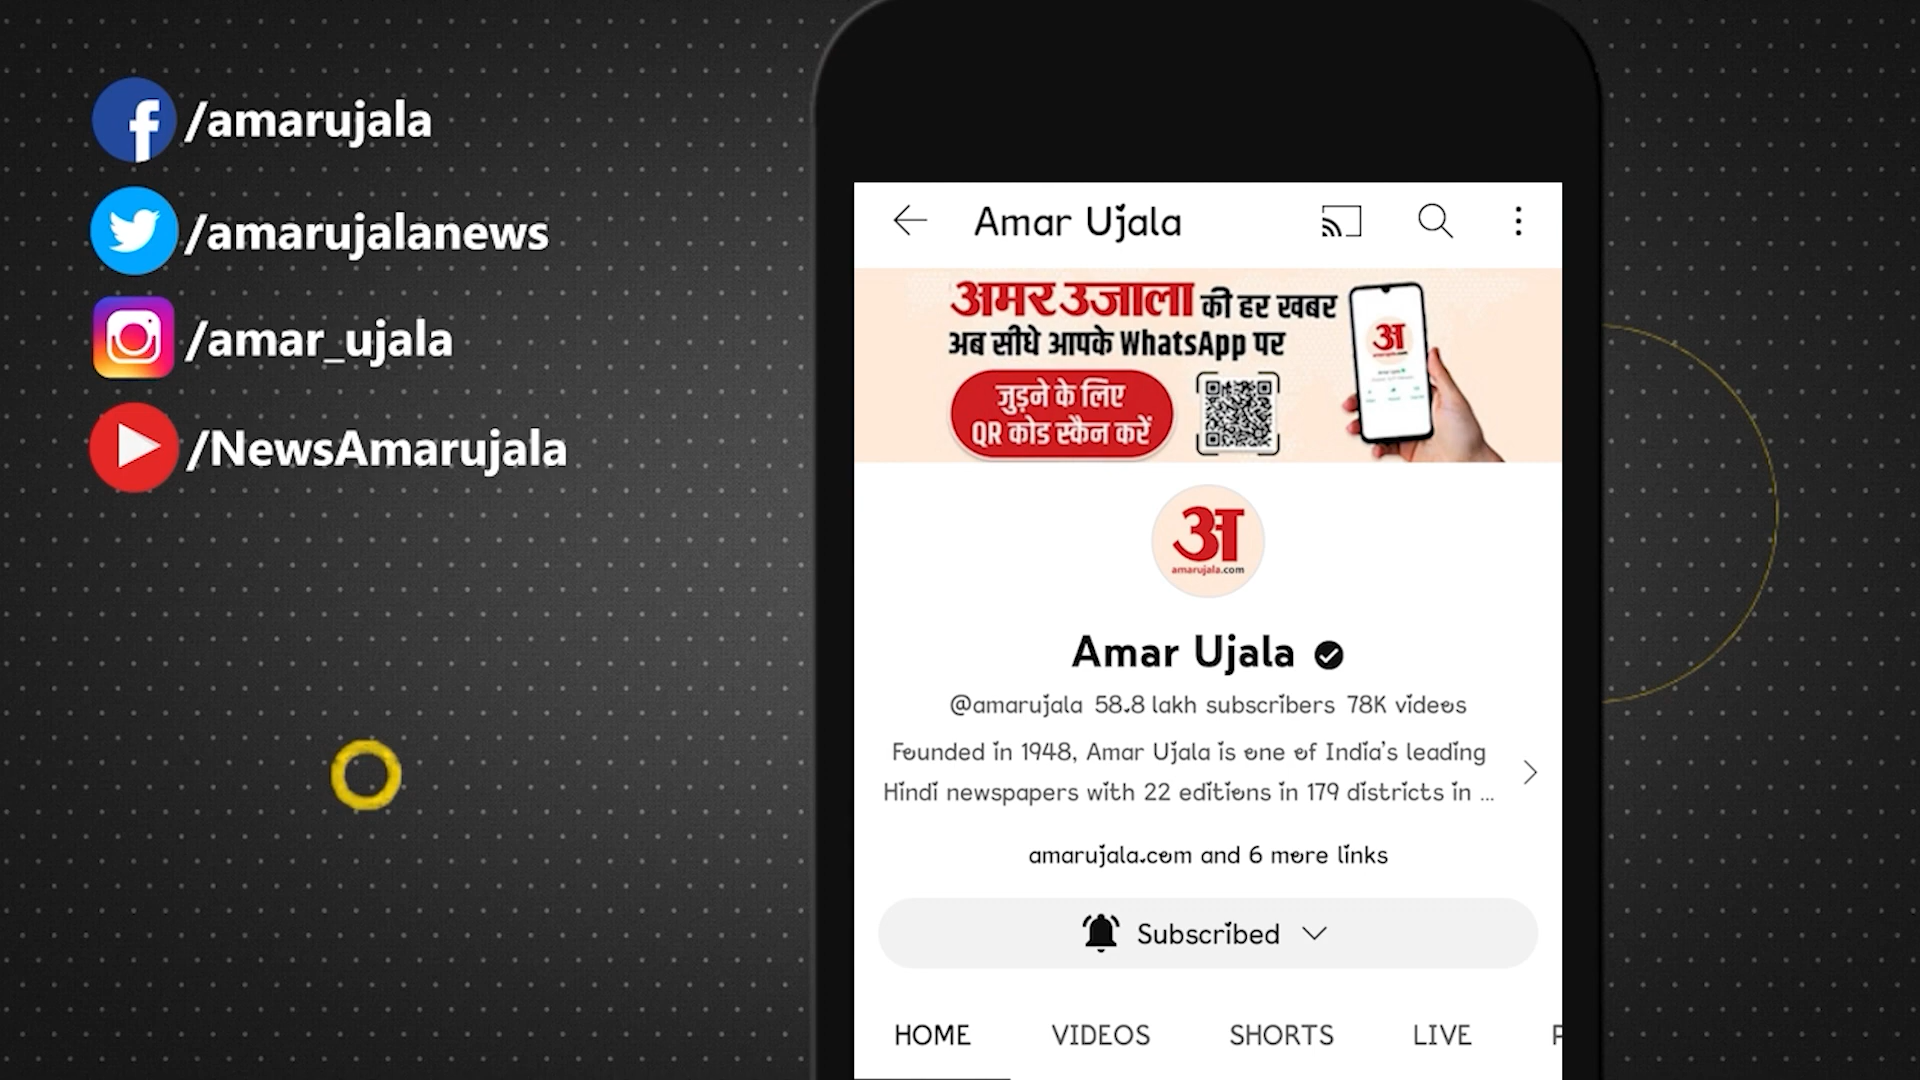 /amarujala
/amarujalanews
/amar_ujala
/NewsAmarujala
Amar Ujala
अमर उजाला की हर खबर
अब सीधे आपके WhatsApp पर
जुड़ने के लिए
QR कोड स्कैन करें
अ
अ
amarujala.com
Amar Ujala
@amarujala 58.8 lakh subscribers 78K videos
Founded in 1948, Amar Ujala is one of India's leading
Hindi newspapers with 22 editions in 179 districts in ...
amarujala.com and 6 more links
Subscribed
HOME VIDEOS SHORTS LIVE